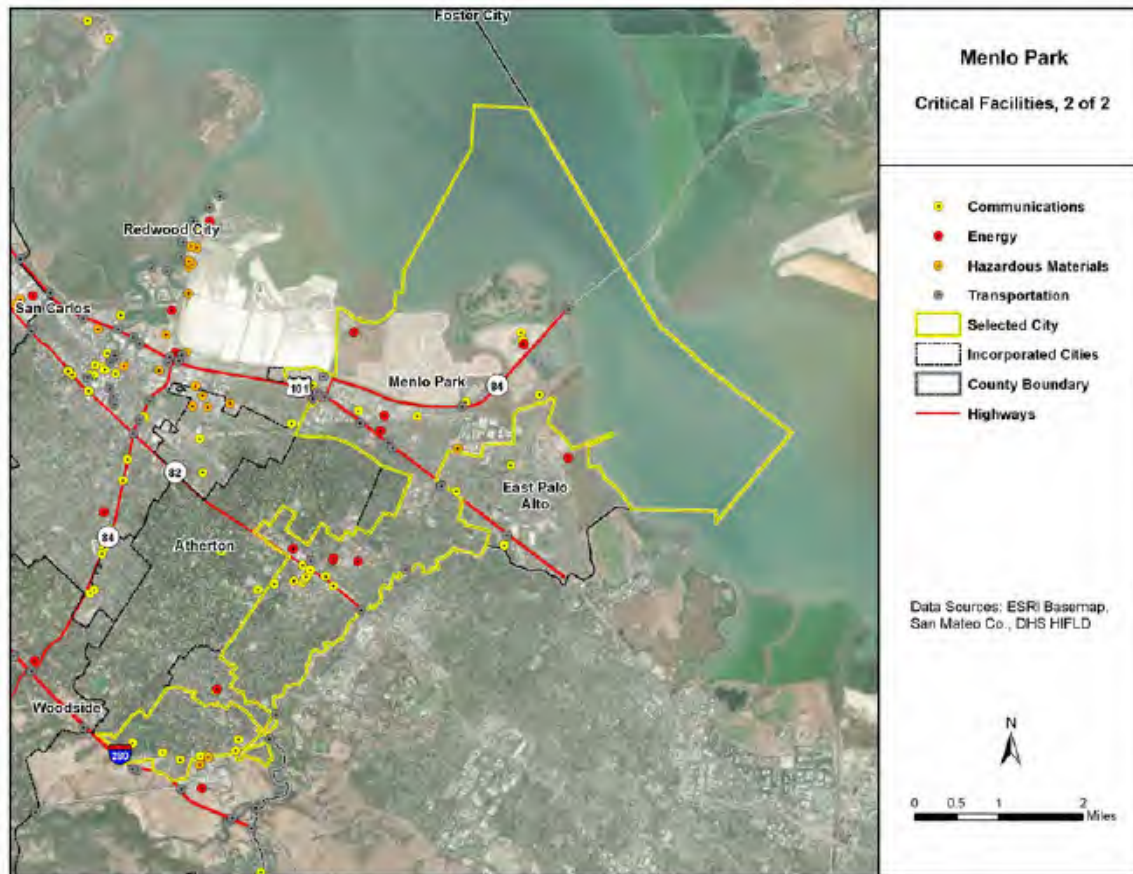 Foster City
Redwood City
San Carlos
101
Menlo Park
84
82
East Palo
Alto
84
Atherton
Woodside
280
Menlo Park
Critical Facilities, 2 of 2
Communications
Energy
Hazardous Materials
Transportation
Selected City
Incorporated Cities
County Boundary
Highways
Data Sources: ESRI Basemap,
San Mateo Co., DHS HIFLD
N
0 0.5 1 2
Miles